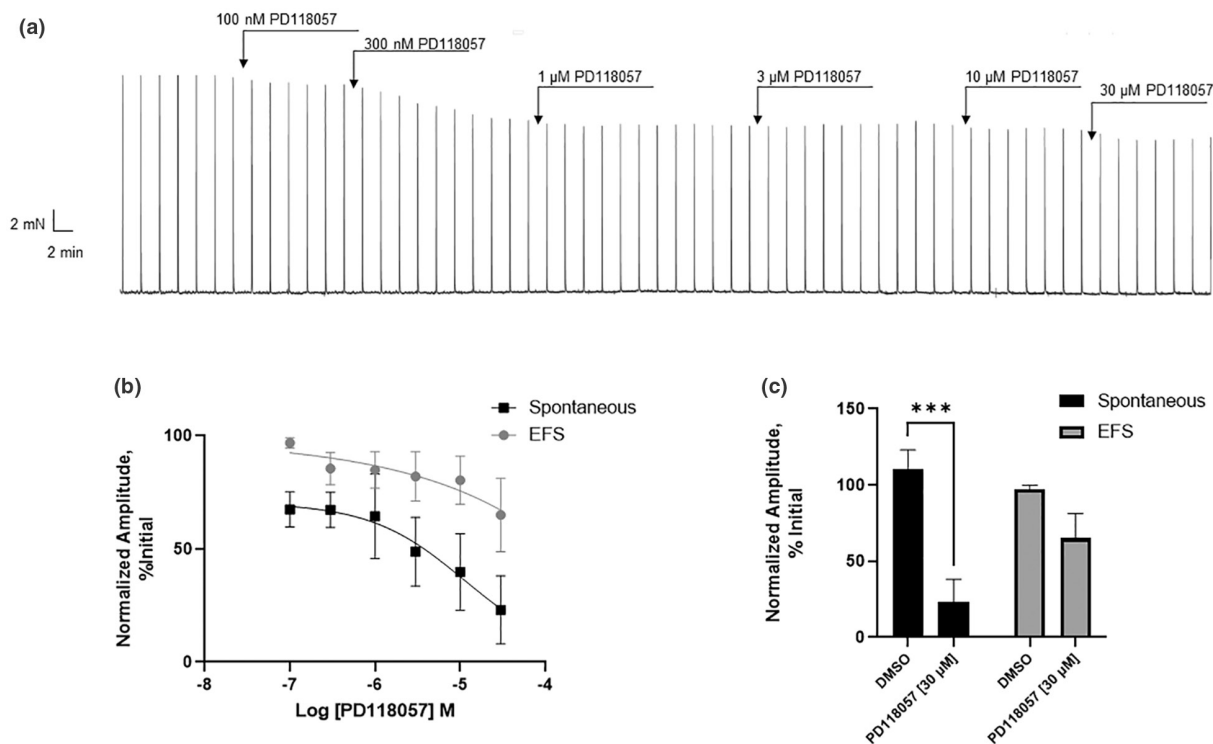 (a)
100 nM PD118057
300 nM PD118057
1 µM PD118057
3 µM PD118057
10 µM PD118057
30 µM PD118057
2 mN
2 min
(b)
Spontaneous
EFS
Normalized Amplitude,
%Initial
100
50
0
-8
-7
-6
-5
-4
Log [PD118057] M
(c)
Spontaneous
EFS
***
Normalized Amplitude,
% Initial
150
100
50
0
DMSO
PD118057 [30 µM]
DMSO
PD118057 [30 µM]